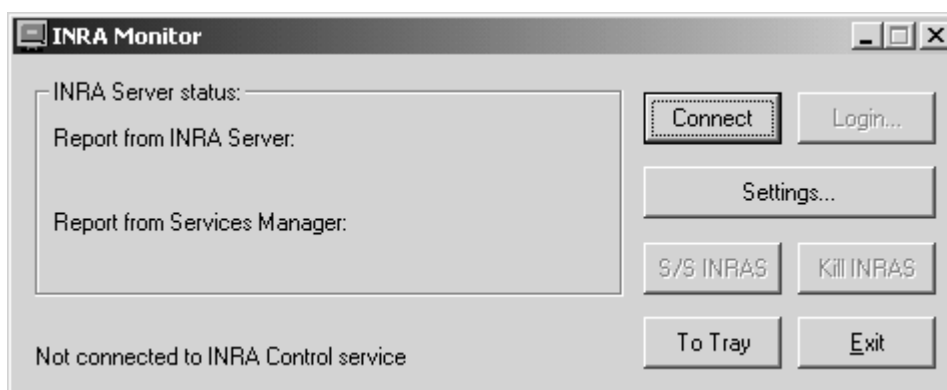 INRA Monitor
INRA Server status:
Report from INRA Server:
Report from Services Manager:
Connect
Login...
Settings...
S/S INRAS
Kill INRAS
To Tray
Exit
Not connected to INRA Control service